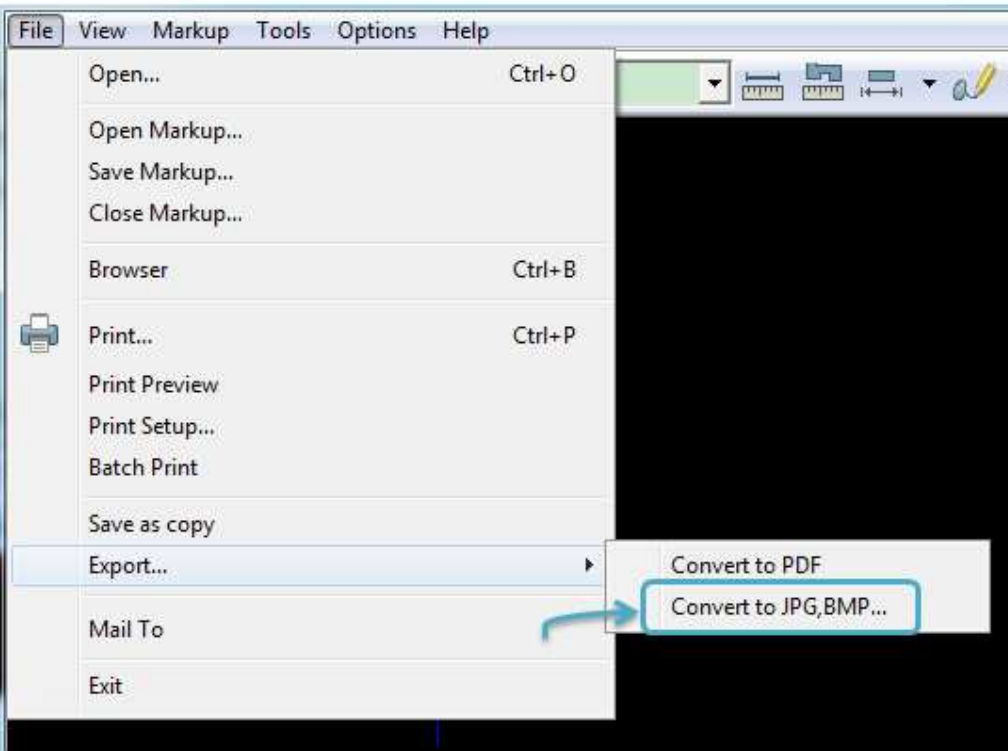 File View Markup Tools Options Help
Open... Ctrl+O
Open Markup...
Save Markup...
Close Markup...
Browser Ctrl+B
Print... Ctrl+P
Print Preview
Print Setup...
Batch Print
Save as copy
Export... Convert to PDF
Convert to JPG,BMP...
Mail To
Exit